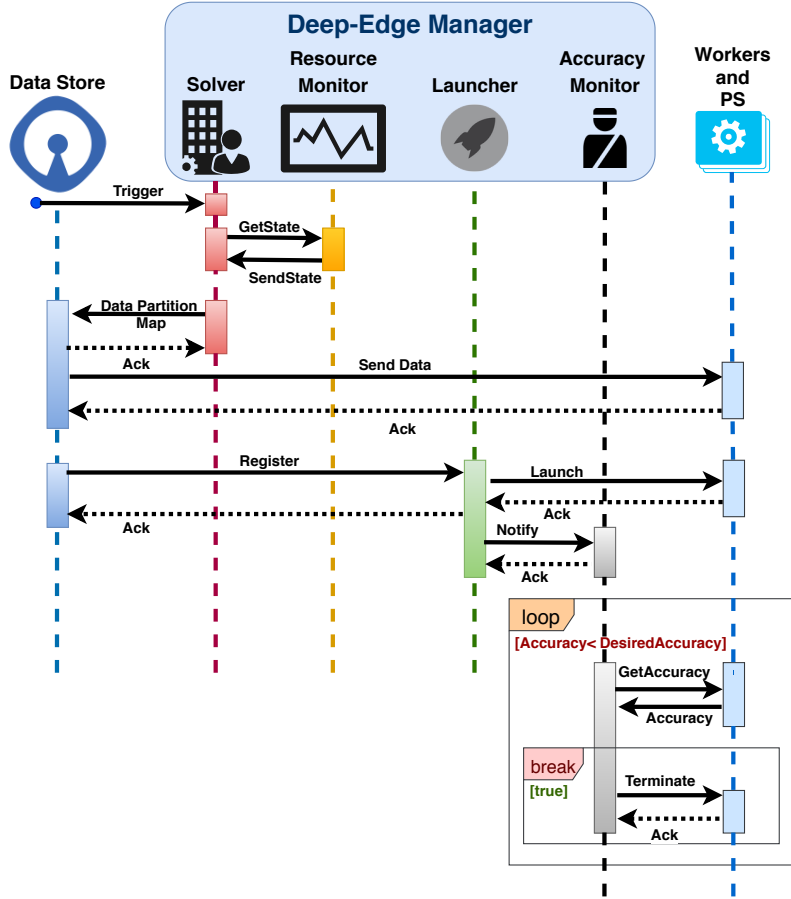 Deep-Edge Manager
Data Store
Solver
Resource
Monitor
Launcher
Accuracy
Monitor
Workers
and
PS
Trigger
GetState
SendState
Data Partition
Map
Ack
Send Data
Ack
Register
Launch
Ack
Ack
Notify
Ack
loop
[Accuracy< DesiredAccuracy]
GetAccuracy
Accuracy
break
[true]
Terminate
Ack